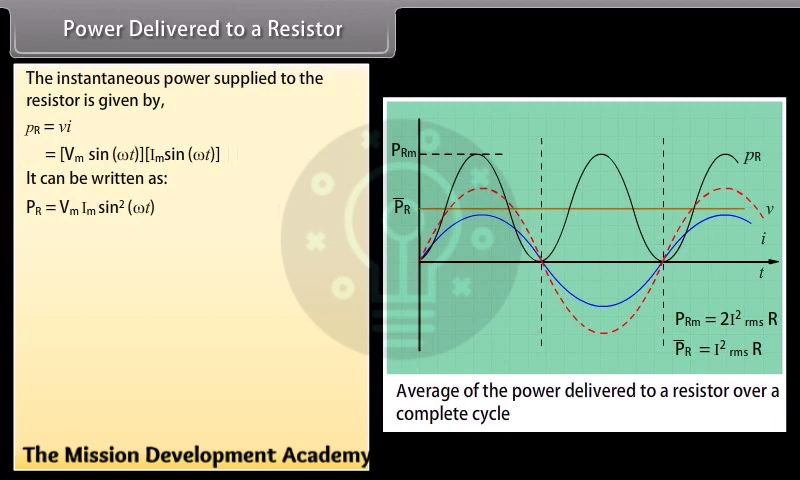 Power Delivered to a Resistor
The instantaneous power supplied to the
resistor is given by,
pR = vi
= [Vm sin (ωt)][Im sin (ωt)]
It can be written as:
PR = Vm Im sin² (ωt)
The Mission Development Academy
PRm
pR
P̅R
v
i
t
PRm = 2I² rms R
P̅R = I² rms R
Average of the power delivered to a resistor over a
complete cycle